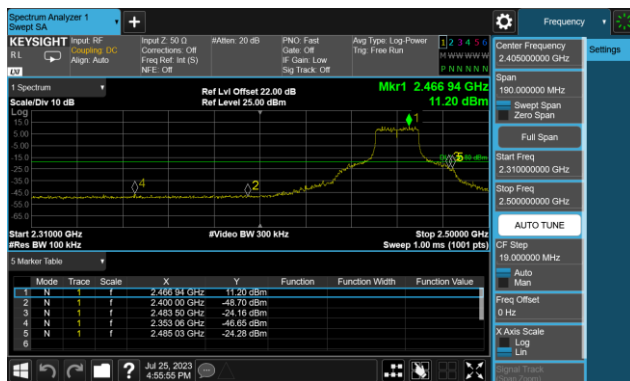 Spectrum Analyzer 1
Swept SA
Frequency
KEYSIGHT
RL
LXI
Input: RF
Coupling: DC
Align: Auto
Input Z: 50 Ω
Corrections: Off
Freq Ref: Int (S)
NFE: Off
#Atten: 20 dB
PNO: Fast
Gate: Off
IF Gain: Low
Sig Track: Off
Avg Type: Log-Power
Trig: Free Run
1 2 3 4 5 6
M W W W W W
P N N N N N
1 Spectrum
Scale/Div 10 dB
Ref Lvl Offset 22.00 dB
Ref Level 25.00 dBm
Mkr1 2.466 94 GHz
11.20 dBm
Log
15.0
5.00
-5.00
-15.0
-25.0
-35.0
-45.0
-55.0
-65.0
1
2
4
Start 2.31000 GHz
#Res BW 100 kHz
#Video BW 300 kHz
Stop 2.50000 GHz
Sweep 1.00 ms (1001 pts)
5 Marker Table
Mode Trace Scale X Y Function Function Width Function Value
1 N 1 f 2.466 94 GHz 11.20 dBm
2 N 1 f 2.400 00 GHz -48.70 dBm
3 N 1 f 2.483 50 GHz -24.16 dBm
4 N 1 f 2.353 06 GHz -46.65 dBm
5 N 1 f 2.485 03 GHz -24.28 dBm
6
Jul 25, 2023
4:55:55 PM
Center Frequency
2.405000000 GHz
Settings
Span
190.000000 MHz
Swept Span
Zero Span
Full Span
Start Freq
2.310000000 GHz
Stop Freq
2.500000000 GHz
AUTO TUNE
CF Step
19.000000 MHz
Auto
Man
Freq Offset
0 Hz
X Axis Scale
Log
Lin
Signal Track
(Span Zoom)